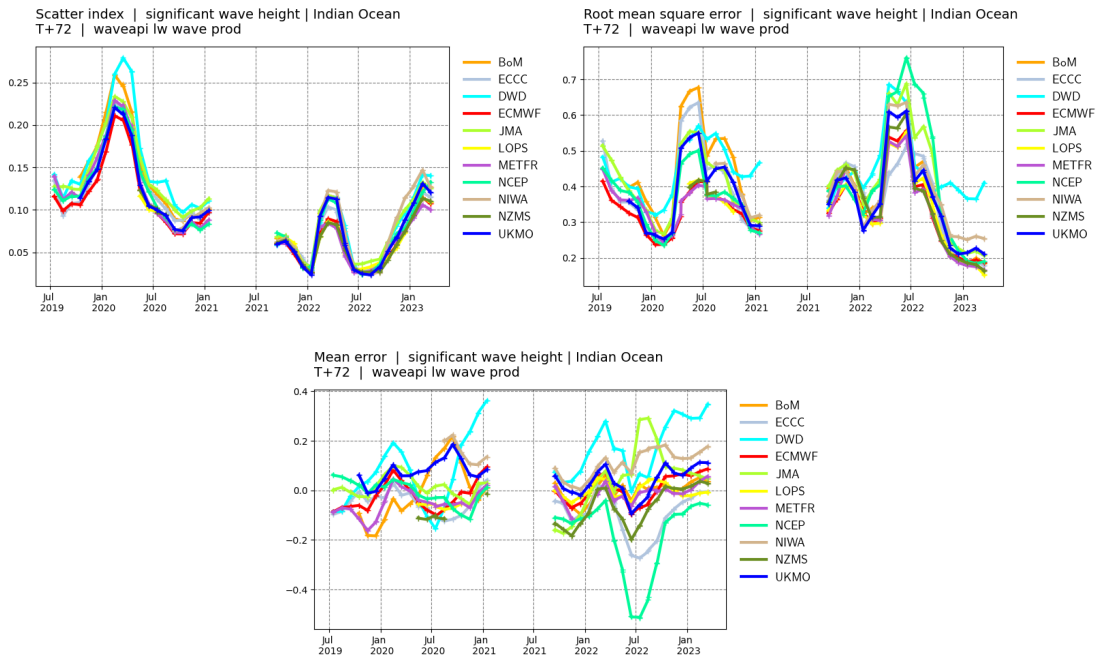 Scatter index | significant wave height | Indian Ocean
T+72 | waveapi lw wave prod
0.25
0.20
0.15
0.10
0.05
Jul
2019
Jan
2020
Jul
2020
Jan
2021
Jul
2021
Jan
2022
Jul
2022
Jan
2023
BoM
ECCC
DWD
ECMWF
JMA
LOPS
METFR
NCEP
NIWA
NZMS
UKMO
Root mean square error | significant wave height | Indian Ocean
T+72 | waveapi lw wave prod
0.7
0.6
0.5
0.4
0.3
0.2
Jul
2019
Jan
2020
Jul
2020
Jan
2021
Jul
2021
Jan
2022
Jul
2022
Jan
2023
BoM
ECCC
DWD
ECMWF
JMA
LOPS
METFR
NCEP
NIWA
NZMS
UKMO
Mean error | significant wave height | Indian Ocean
T+72 | waveapi lw wave prod
0.4
0.2
0.0
−0.2
−0.4
Jul
2019
Jan
2020
Jul
2020
Jan
2021
Jul
2021
Jan
2022
Jul
2022
Jan
2023
BoM
ECCC
DWD
ECMWF
JMA
LOPS
METFR
NCEP
NIWA
NZMS
UKMO